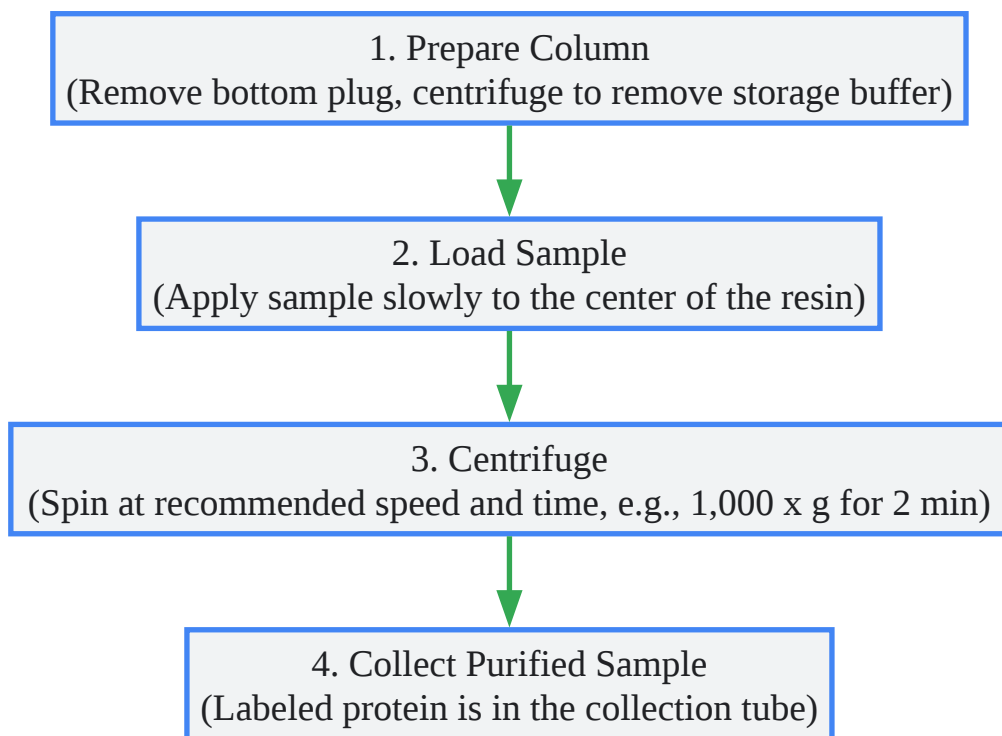 1. Prepare Column
(Remove bottom plug, centrifuge to remove storage buffer)
2. Load Sample
(Apply sample slowly to the center of the resin)
3. Centrifuge
(Spin at recommended speed and time, e.g., 1,000 x g for 2 min)
4. Collect Purified Sample
(Labeled protein is in the collection tube)